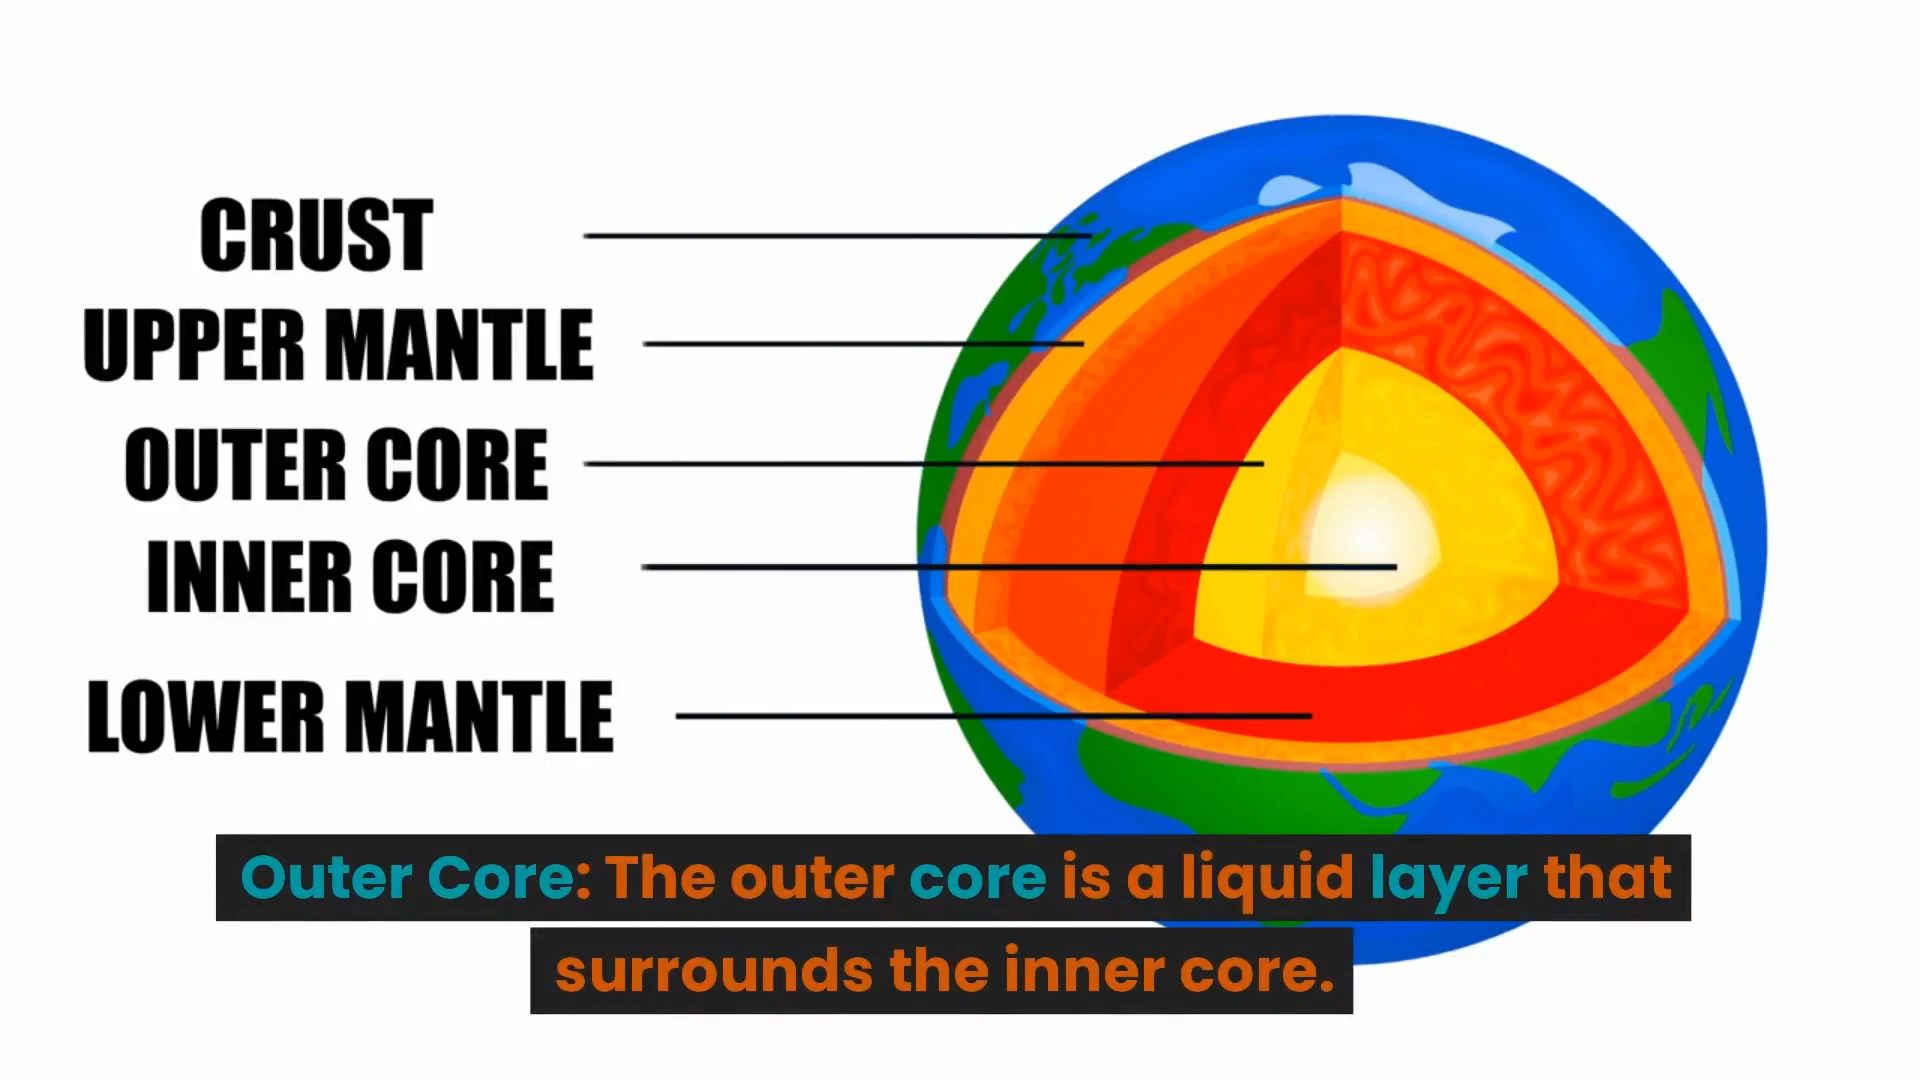 CRUST
UPPER MANTLE
OUTER CORE
INNER CORE
LOWER MANTLE
Outer Core: The outer core is a liquid layer that
surrounds the inner core.